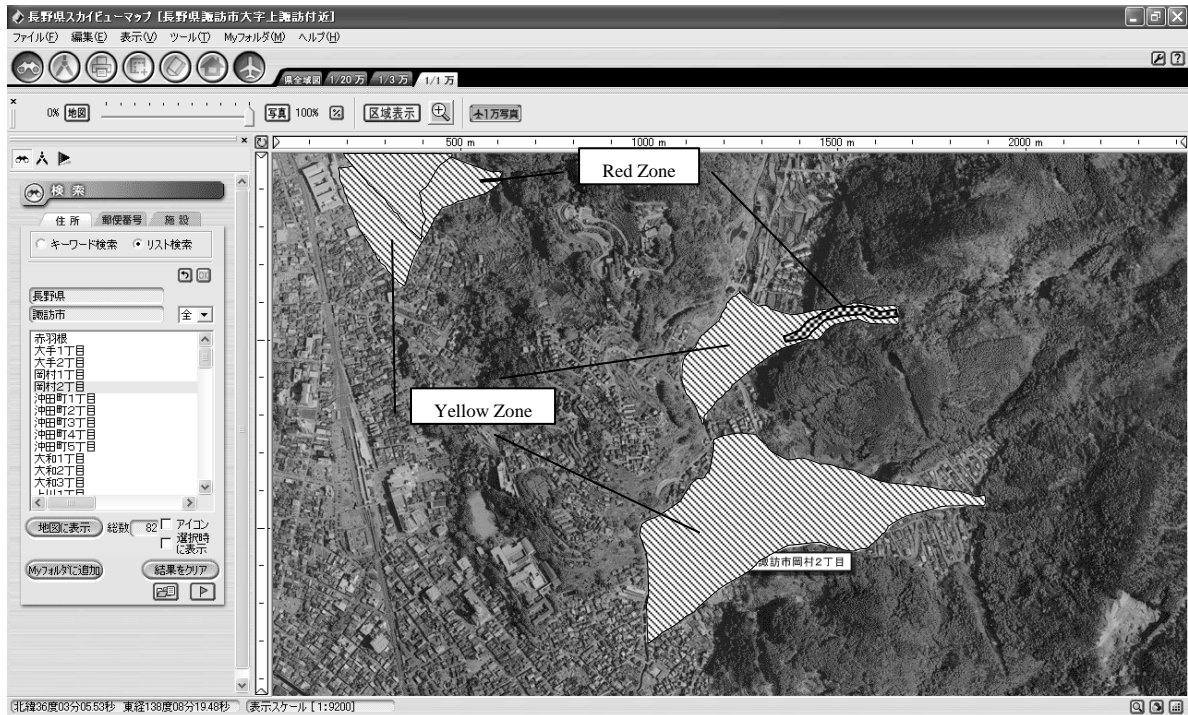 長野県スカイビューマップ [長野県諏訪市大字上諏訪付近]
ファイル(F) 編集(E) 表示(V) ツール(T) Myフォルダ(M) ヘルプ(H)
県全域図 1/20万 1/3万 1/1万
0% 地図 写真 100% 区域表示 1万写真
500 m 1000 m 1500 m 2000 m
検索
住所 郵便番号 施設
キーワード検索 リスト検索
長野県
諏訪市 全
赤羽根
大手1丁目
大手2丁目
岡村1丁目
岡村2丁目
沖田町1丁目
沖田町2丁目
沖田町3丁目
沖田町4丁目
沖田町5丁目
大和1丁目
大和2丁目
大和3丁目
上川1丁目
地図に表示 総数 82 アイコン
選択時
に表示
Myフォルダに追加 結果をクリア
Red Zone
Yellow Zone
諏訪市岡村2丁目
北緯36度03分05.53秒 東経138度08分19.48秒 表示スケール [1:9200]